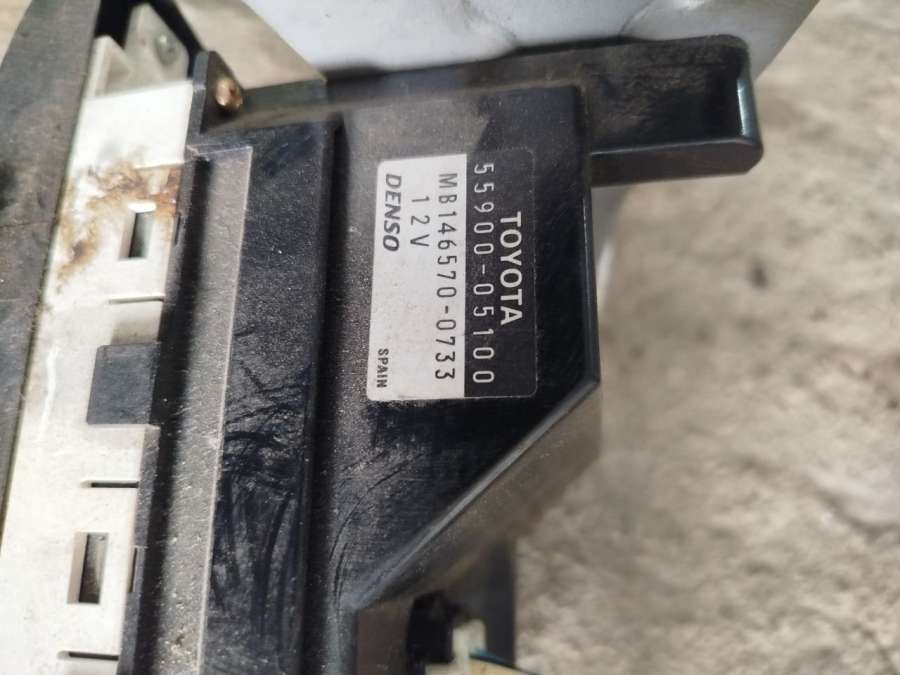 TOYOTA
55900-05100
MB146570-0733
12V
DENSO
SPAIN